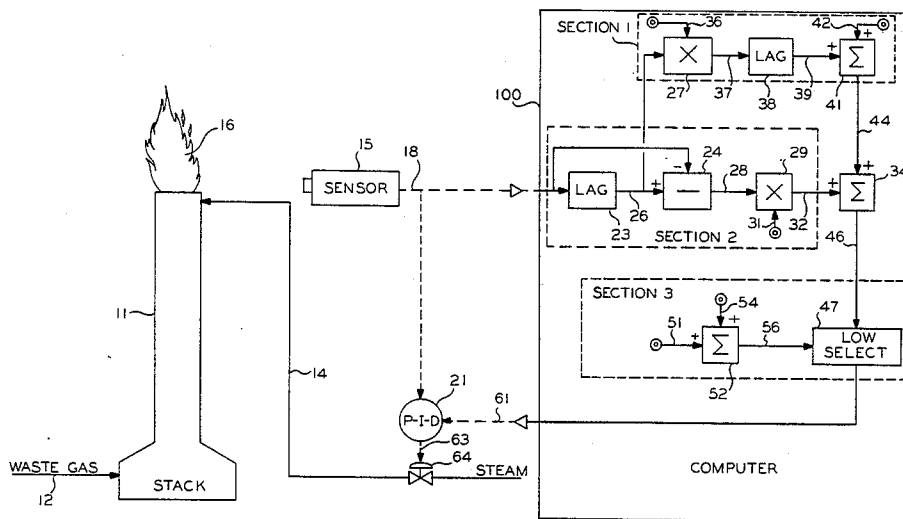 SECTION 1
36
42
+
X
LAG
+
Σ
27
37
38
39
41
100
44
16
15
18
SENSOR
24
28
29
-
+
34
LAG
+
—
X
+
Σ
23
26
31
32
SECTION 2
46
11
SECTION 3
54
47
51
+
+
Σ
56
LOW
SELECT
52
14
21
P-I-D
61
63
64
WASTE GAS
STEAM
12
STACK
COMPUTER